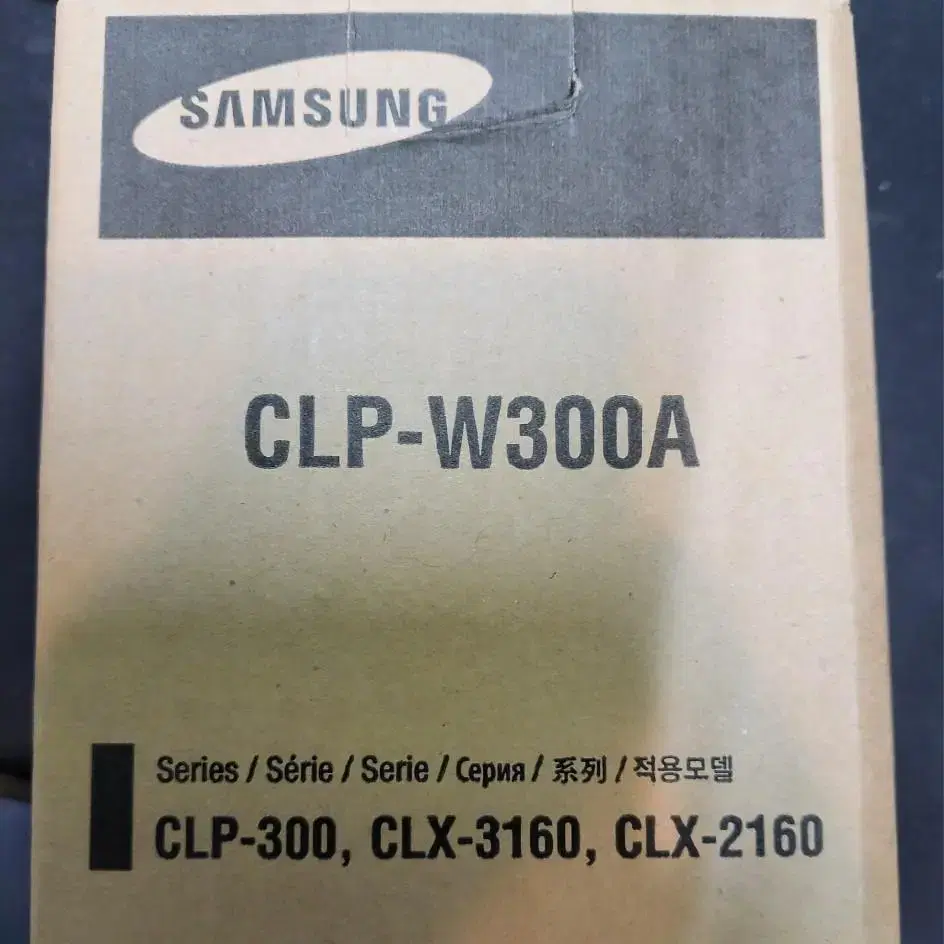 SAMSUNG
CLP-W300A
Series / Série / Serie / Серия / 系列 / 적용모델
CLP-300, CLX-3160, CLX-2160